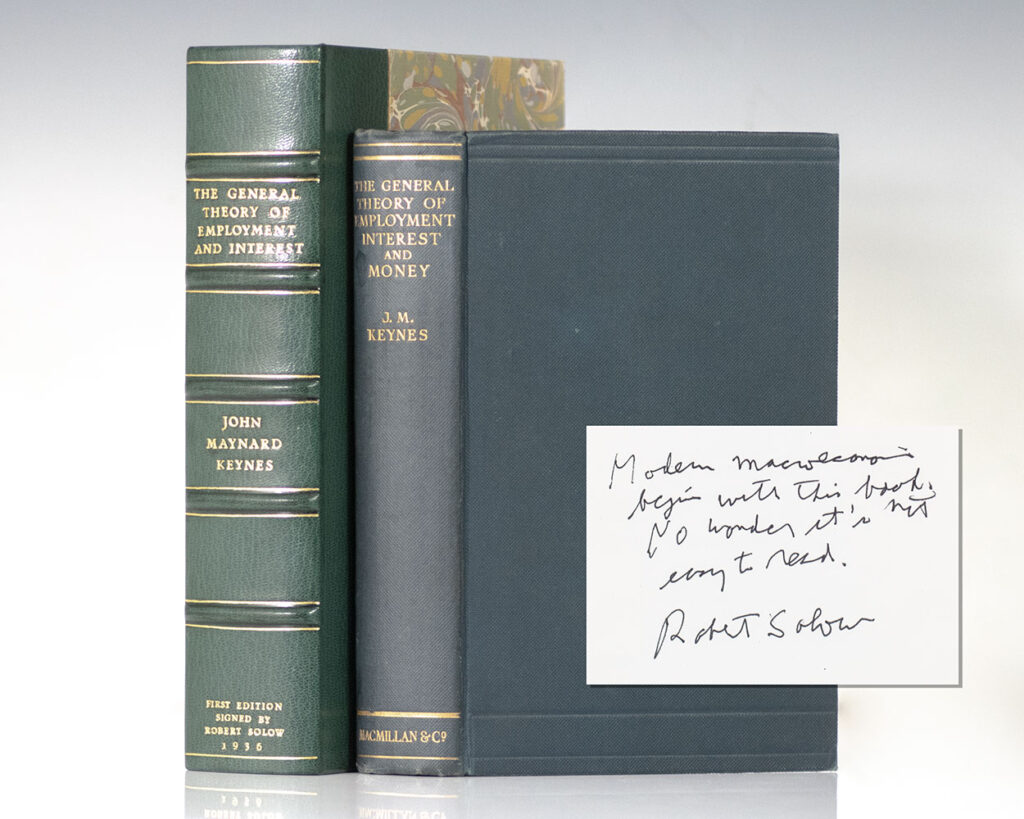 THE GENERAL
THEORY OF
EMPLOYMENT
AND INTEREST
JOHN
MAYNARD
KEYNES
FIRST EDITION
SIGNED BY
ROBERT SOLOW
1936
THE GENERAL
THEORY OF
EMPLOYMENT
INTEREST
AND
MONEY
J. M.
KEYNES
MACMILLAN & Co
Modern macroeconomics
begin with this book.
No wonder it's not
easy to read.
Robert Solow